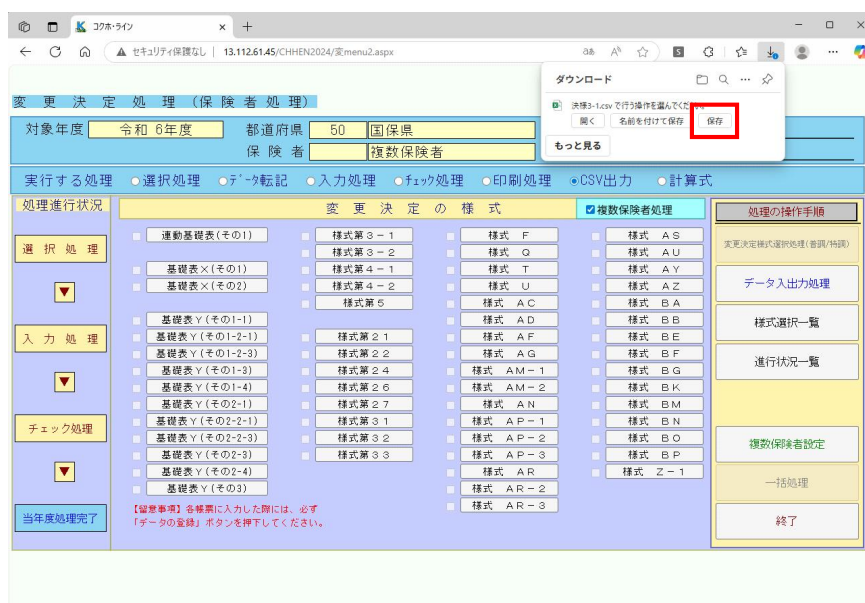 コクホ・ライン
セキュリティ保護なし 13.112.61.45/CHHEN2024/変menu2.aspx
ダウンロード
決様3-1.csv で行う操作を選んでくだ
開く 名前を付けて保存 保存
もっと見る
変更決定処理(保険者処理)
対象年度 令和 6年度 都道府県 50 国保県
保険者 複数保険者
実行する処理 選択処理 データ転記 入力処理 チェック処理 印刷処理 CSV出力 計算式
処理進行状況
選択処理
▼
入力処理
▼
チェック処理
▼
当年度処理完了
変更決定の様式 複数保険者処理
連動基礎表(その1)
基礎表X(その1)
基礎表X(その2)
基礎表Y(その1-1)
基礎表Y(その1-2-1)
基礎表Y(その1-2-3)
基礎表Y(その1-3)
基礎表Y(その1-4)
基礎表Y(その2-1)
基礎表Y(その2-2-1)
基礎表Y(その2-2-3)
基礎表Y(その2-3)
基礎表Y(その2-4)
基礎表Y(その3)
【留意事項】各帳票に入力した際には、必ず
「データの登録」ボタンを押下してください。
様式第3-1
様式第3-2
様式第4-1
様式第4-2
様式第5
様式第21
様式第22
様式第24
様式第26
様式第27
様式第31
様式第32
様式第33
様式 F
様式 Q
様式 T
様式 U
様式 AC
様式 AD
様式 AF
様式 AG
様式 AM-1
様式 AM-2
様式 AN
様式 AP-1
様式 AP-2
様式 AP-3
様式 AR
様式 AR-2
様式 AR-3
様式 AS
様式 AU
様式 AY
様式 AZ
様式 BA
様式 BB
様式 BE
様式 BF
様式 BG
様式 BK
様式 BM
様式 BN
様式 BO
様式 BP
様式 Z-1
処理の操作手順
変更決定様式選択処理(普調/特調)
データ入出力処理
様式選択一覧
進行状況一覧
複数保険者設定
一括処理
終了